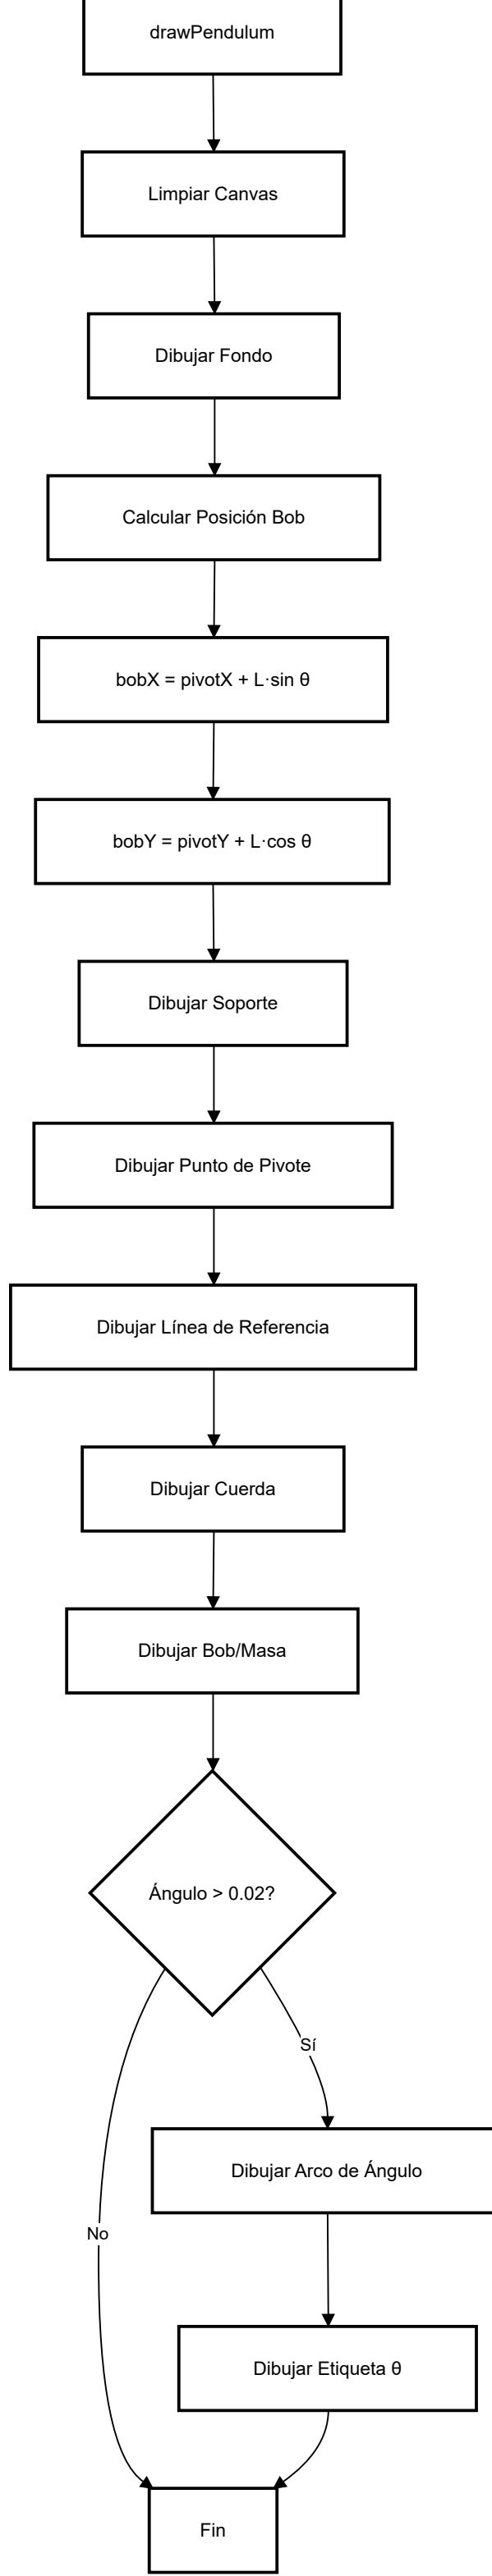 drawPendulum
Limpiar Canvas
Dibujar Fondo
Calcular Posición Bob
bobX = pivotX + L·sin θ
bobY = pivotY + L·cos θ
Dibujar Soporte
Dibujar Punto de Pivote
Dibujar Línea de Referencia
Dibujar Cuerda
Dibujar Bob/Masa
Ángulo > 0.02?
Sí
Dibujar Arco de Ángulo
No
Dibujar Etiqueta θ
Fin